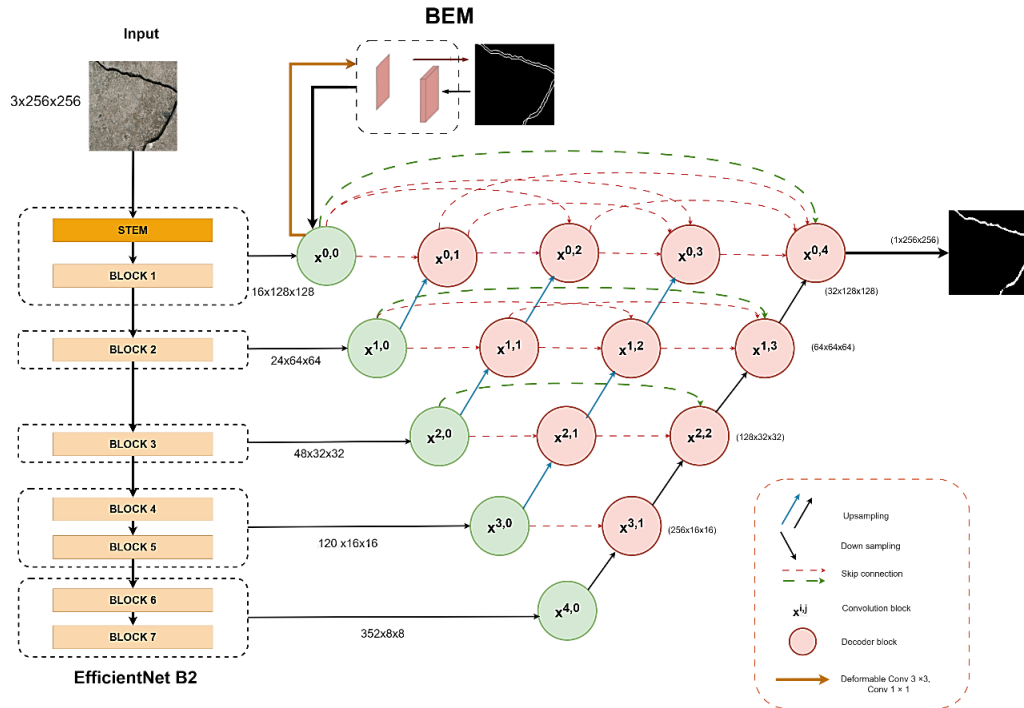 BEM
Input
3x256x256
STEM
BLOCK 1
16x128x128
x0,0
x0,1
x0,2
x0,3
x0,4
(1x256x256)
(32x128x128)
BLOCK 2
24x64x64
x1,0
x1,1
x1,2
x1,3
(64x64x64)
BLOCK 3
48x32x32
x2,0
x2,1
x2,2
(128x32x32)
BLOCK 4
BLOCK 5
120 x16x16
x3,0
x3,1
(256x16x16)
BLOCK 6
BLOCK 7
352x8x8
x4,0
EfficientNet B2
Upsampling
Down sampling
Skip connection
xi,j
Convolution block
Decoder block
Deformable Conv 3 ×3,
Conv 1 × 1